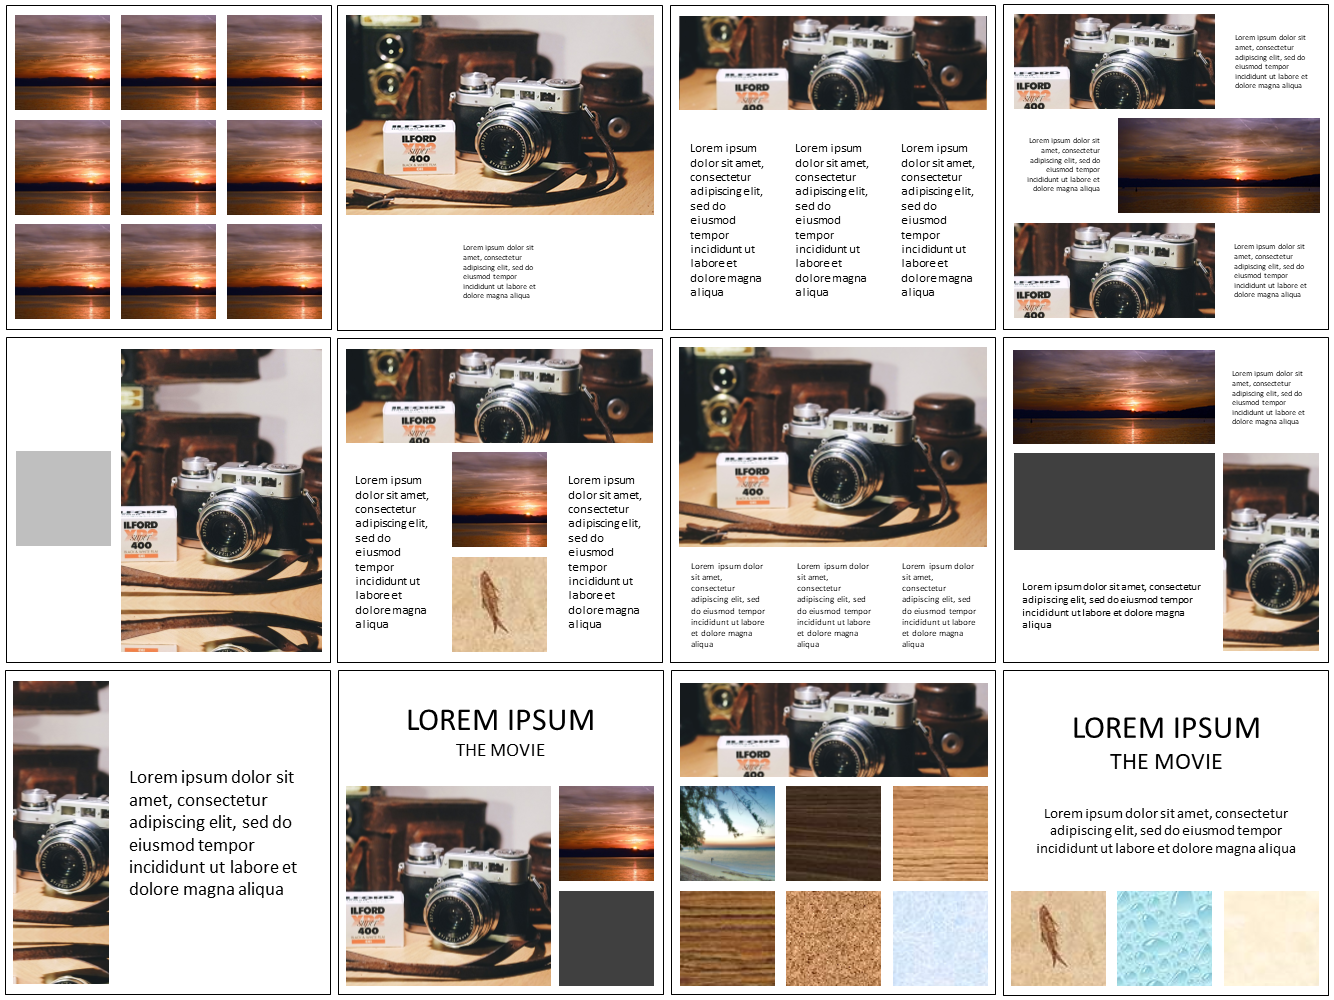 ILFORD
XP2
super
400
Lorem ipsum dolor sit
amet, consectetur
adipiscing elit, sed do
eiusmod tempor
incididunt ut labore et
dolore magna aliqua
ILFORD
XP2
super
400
Lorem ipsum
dolor sit amet,
consectetur
adipiscing elit,
sed do
eiusmod
tempor
incididunt ut
labore et
dolore magna
aliqua
Lorem ipsum
dolor sit amet,
consectetur
adipiscing elit,
sed do
eiusmod
tempor
incididunt ut
labore et
dolore magna
aliqua
Lorem ipsum
dolor sit amet,
consectetur
adipiscing elit,
sed do
eiusmod
tempor
incididunt ut
labore et
dolore magna
aliqua
ILFORD
XP2
super
400
Lorem ipsum dolor sit
amet, consectetur
adipiscing elit, sed do
eiusmod tempor
incididunt ut labore et
dolore magna aliqua
Lorem ipsum dolor sit
amet, consectetur
adipiscing elit, sed do
eiusmod tempor
incididunt ut labore et
dolore magna aliqua
ILFORD
XP2
super
400
Lorem ipsum dolor sit
amet, consectetur
adipiscing elit, sed do
eiusmod tempor
incididunt ut labore et
dolore magna aliqua
ILFORD
XP2
super
400
ILFORD
XP2
super
400
Lorem ipsum
dolor sit amet,
consectetur
adipiscing elit,
sed do
eiusmod
tempor
incididunt ut
labore et
dolore magna
aliqua
Lorem ipsum
dolor sit amet,
consectetur
adipiscing elit,
sed do
eiusmod
tempor
incididunt ut
labore et
dolore magna
aliqua
ILFORD
XP2
super
400
Lorem ipsum dolor
sit amet,
consectetur
adipiscing elit, sed
do eiusmod tempor
incididunt ut labore
et dolore magna
aliqua
Lorem ipsum dolor
sit amet,
consectetur
adipiscing elit, sed
do eiusmod tempor
incididunt ut labore
et dolore magna
aliqua
Lorem ipsum dolor
sit amet,
consectetur
adipiscing elit, sed
do eiusmod tempor
incididunt ut labore
et dolore magna
aliqua
Lorem ipsum dolor sit
amet, consectetur
adipiscing elit, sed do
eiusmod tempor
incididunt ut labore et
dolore magna aliqua
Lorem ipsum dolor sit amet, consectetur
adipiscing elit, sed do eiusmod tempor
incididunt ut labore et dolore magna
aliqua
Lorem ipsum dolor sit
amet, consectetur
adipiscing elit, sed do
eiusmod tempor
incididunt ut labore et
dolore magna aliqua
LOREM IPSUM
THE MOVIE
ILFORD
XP2
super
400
ILFORD
XP2
super
400
LOREM IPSUM
THE MOVIE
Lorem ipsum dolor sit amet, consectetur
adipiscing elit, sed do eiusmod tempor
incididunt ut labore et dolore magna aliqua